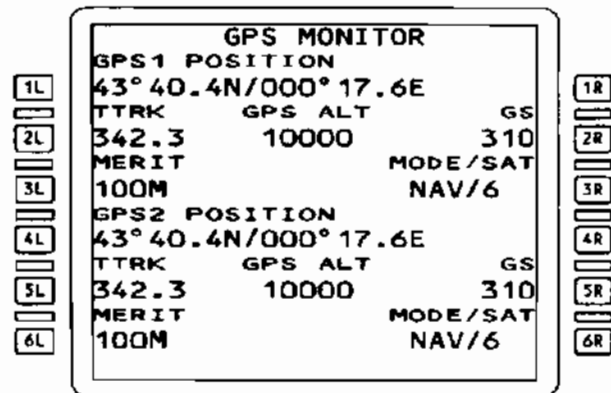 GPS MONITOR
GPS1 POSITION
1L 43°40.4N/000°17.6E 1R
TTRK GPS ALT GS
2L 342.3 10000 310 2R
MERIT MODE/SAT
3L 100M NAV/6 3R
GPS2 POSITION
4L 43°40.4N/000°17.6E 4R
TTRK GPS ALT GS
5L 342.3 10000 310 5R
MERIT MODE/SAT
6L 100M NAV/6 6R